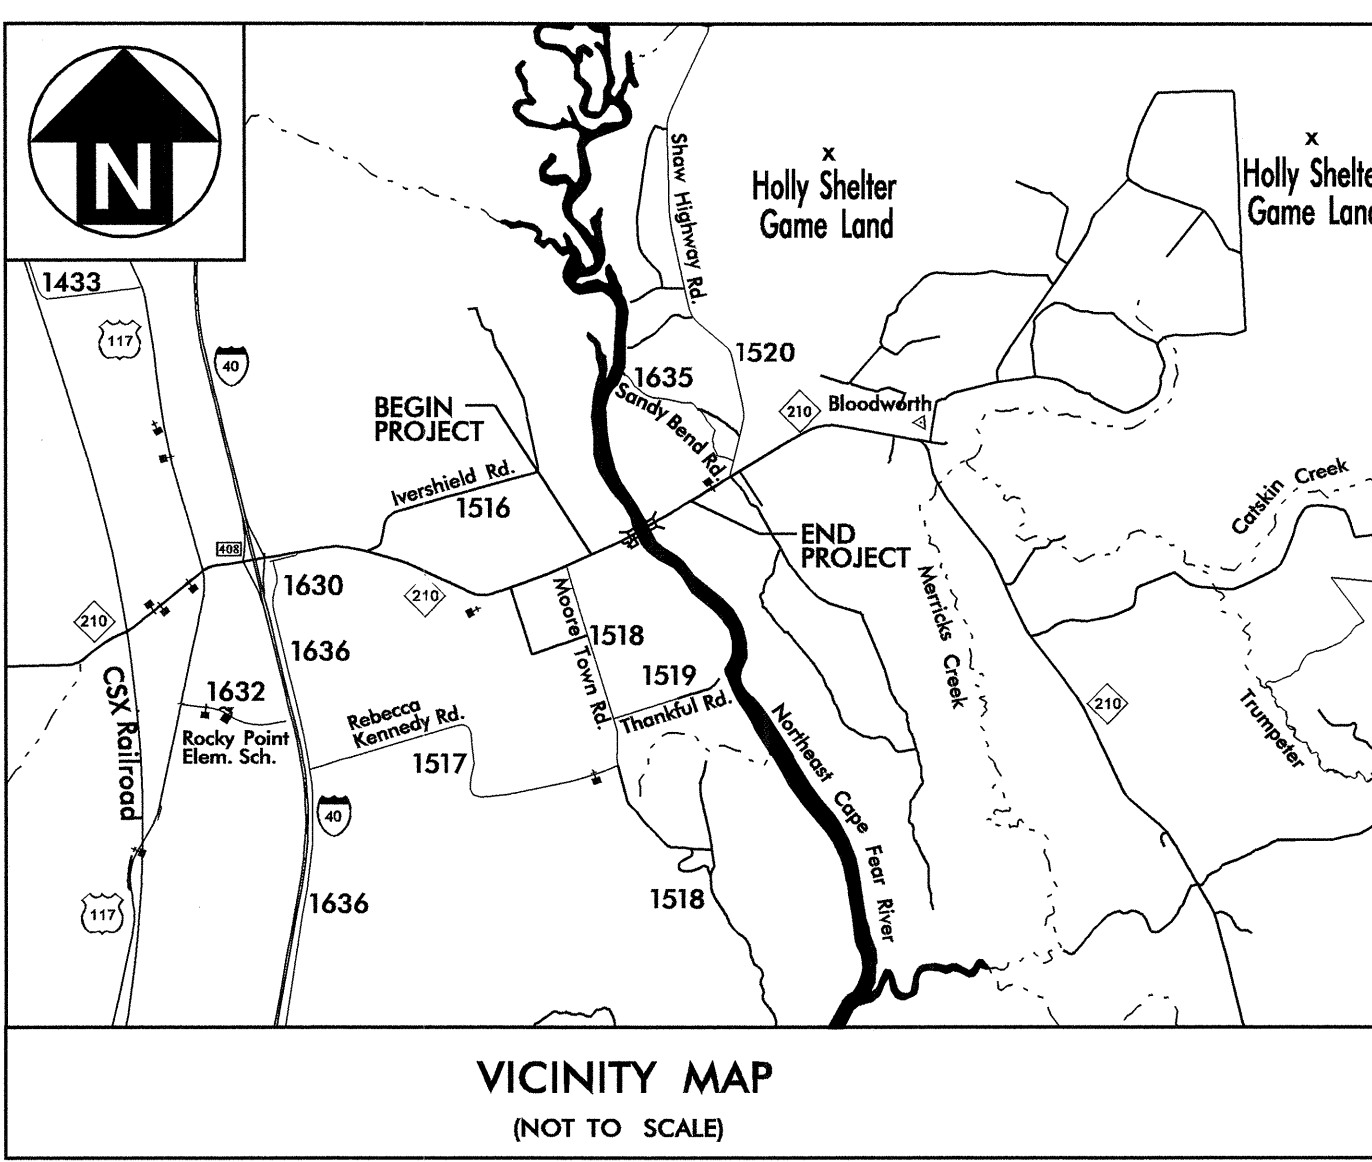 N
x
Holly Shelter
Game Land
x
Holly Shelte
Game Lan
Shaw Highway Rd.
1433
117
40
1520
1635
Sandy Bend Rd.
210
Bloodworth
BEGIN
PROJECT
Ivershield Rd.
1516
Catskin Creek
END
PROJECT
408
1630
210
210
Moore Town Rd
1518
Merricks Creek
1636
CSX Railroad
1632
1519
Thankful Rd.
Rebecca
Kennedy Rd.
Rocky Point
Elem. Sch.
1517
210
Trumpeter
Northeast Cape Fear River
40
117
1636
1518
VICINITY MAP
(NOT TO SCALE)